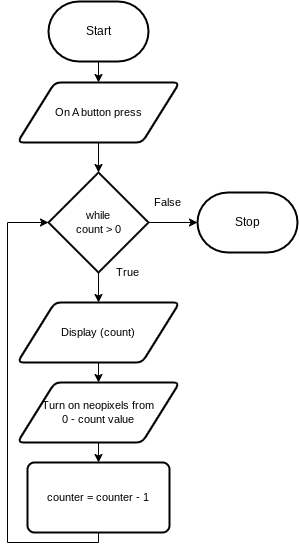 Start
On A button press
while
count > 0
False
Stop
True
Display (count)
Turn on neopixels from
0 - count value
counter = counter - 1